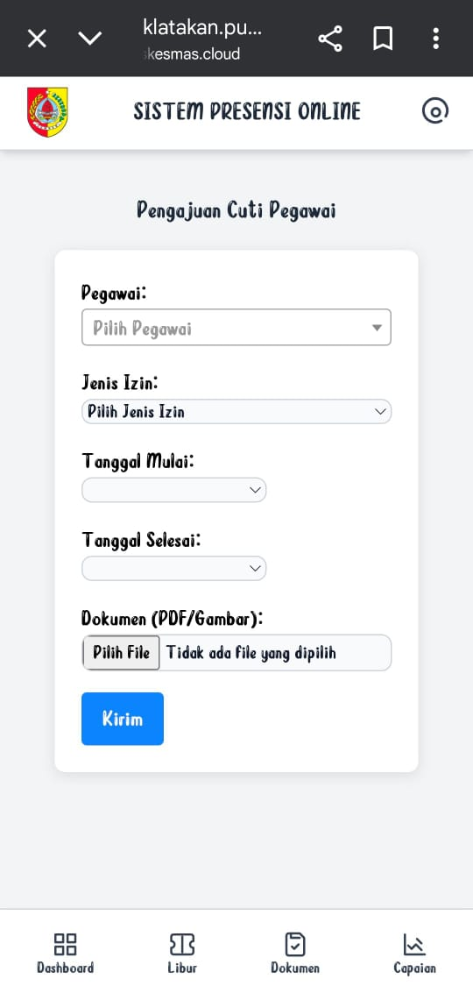 klatakan.pu...
skesmas.cloud
SISTEM PRESENSI ONLINE
Pengajuan Cuti Pegawai
Pegawai:
Pilih Pegawai
Jenis Izin:
Pilih Jenis Izin
Tanggal Mulai:
Tanggal Selesai:
Dokumen (PDF/Gambar):
Pilih File Tidak ada file yang dipilih
Kirim
Dashboard Libur Dokumen Capaian